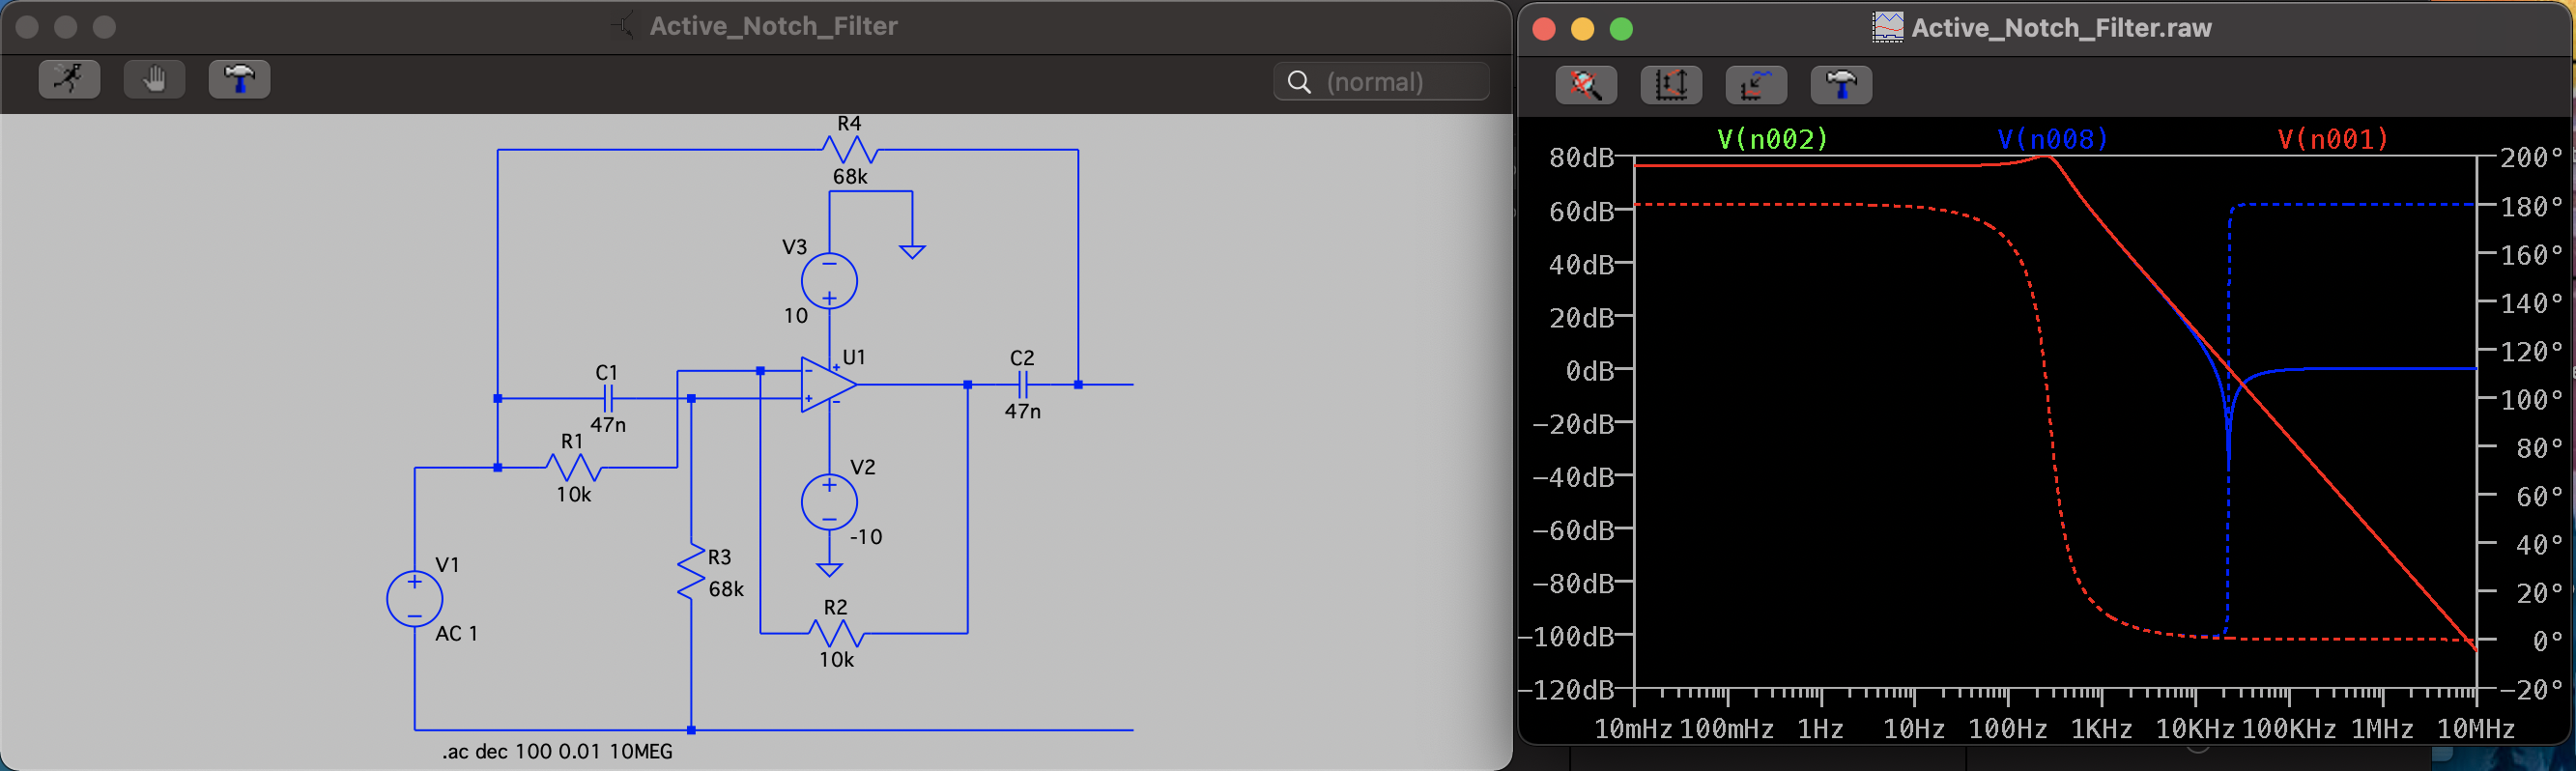 Active_Notch_Filter
(normal)
R4
68k
V3
10
U1
C1
47n
C2
47n
R1
10k
V2
-10
V1
AC 1
R3
68k
R2
10k
.ac dec 100 0.01 10MEG
Active_Notch_Filter.raw
V(n002) V(n008) V(n001)
80dB 200°
60dB 180°
40dB 160°
20dB 140°
0dB 120°
-20dB 100°
-40dB 80°
-60dB 60°
-80dB 40°
-100dB 20°
-120dB 0°
-20°
10mHz 100mHz 1Hz 10Hz 100Hz 1KHz 10KHz 100KHz 1MHz 10MHz